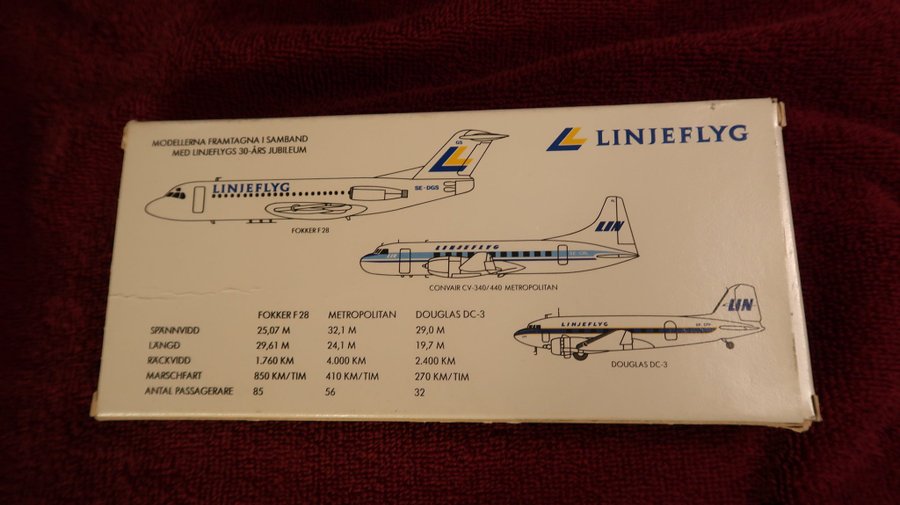 MODELLERNA FRAMTAGNA I SAMBAND
MED LINJEFLYGS 30-ÅRS JUBILEUM
LINJEFLYG
GS
LINJEFLYG
SE-DGS
FOKKER F 28
LIN
LINJEFLYG
CONVAIR CV-340/440 METROPOLITAN
LIN
LINJEFLYG
DOUGLAS DC-3
FOKKER F 28 METROPOLITAN DOUGLAS DC-3
SPÄNNVIDD 25,07 M 32,1 M 29,0 M
LÄNGD 29,61 M 24,1 M 19,7 M
RÄCKVIDD 1.760 KM 4.000 KM 2.400 KM
MARSCHFART 850 KM/TIM 410 KM/TIM 270 KM/TIM
ANTAL PASSAGERARE 85 56 32